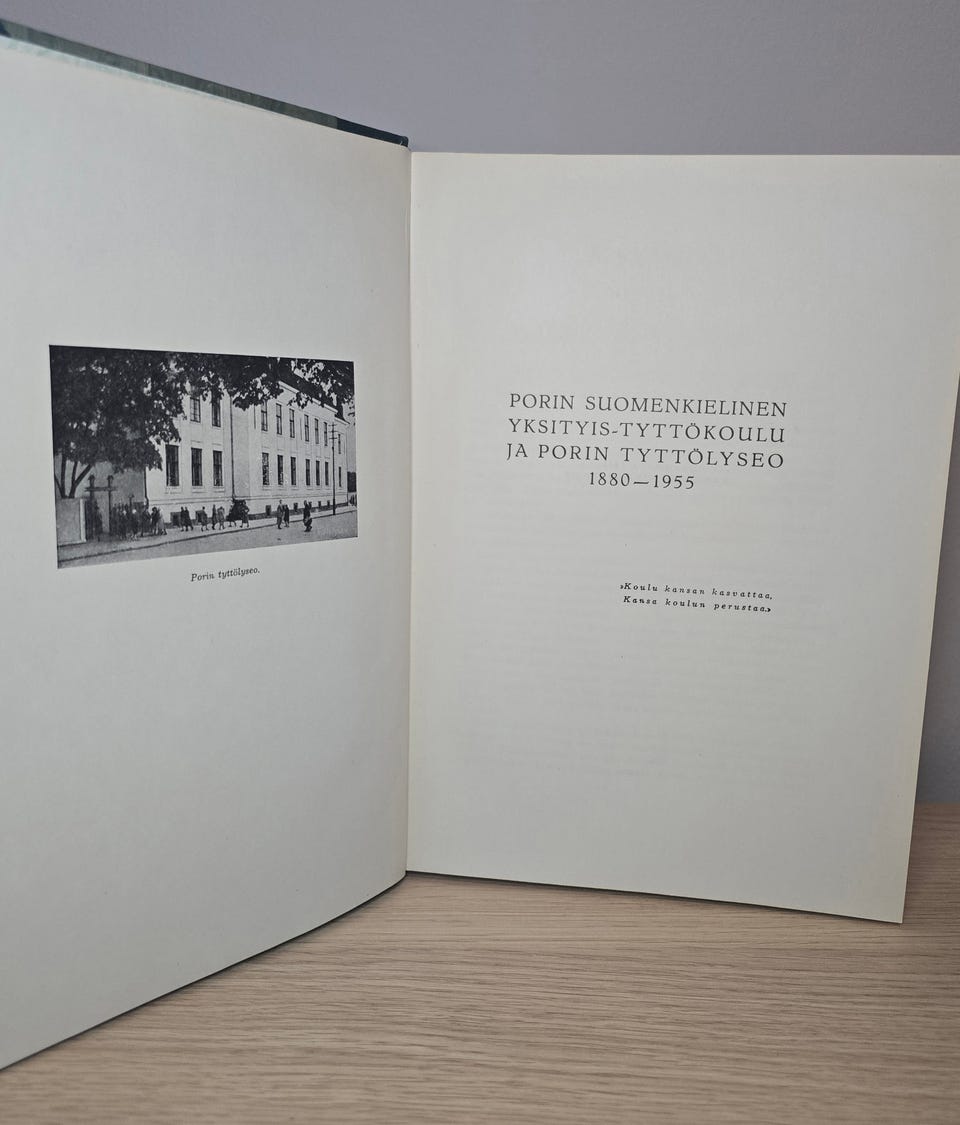 Porin tyttölyseo.
PORIN SUOMENKIELINEN
YKSITYIS-TYTTÖKOULU
JA PORIN TYTTÖLYSEO
1880—1955
»Koulu kansan kasvattaa,
Kansa koulun perustaa.»